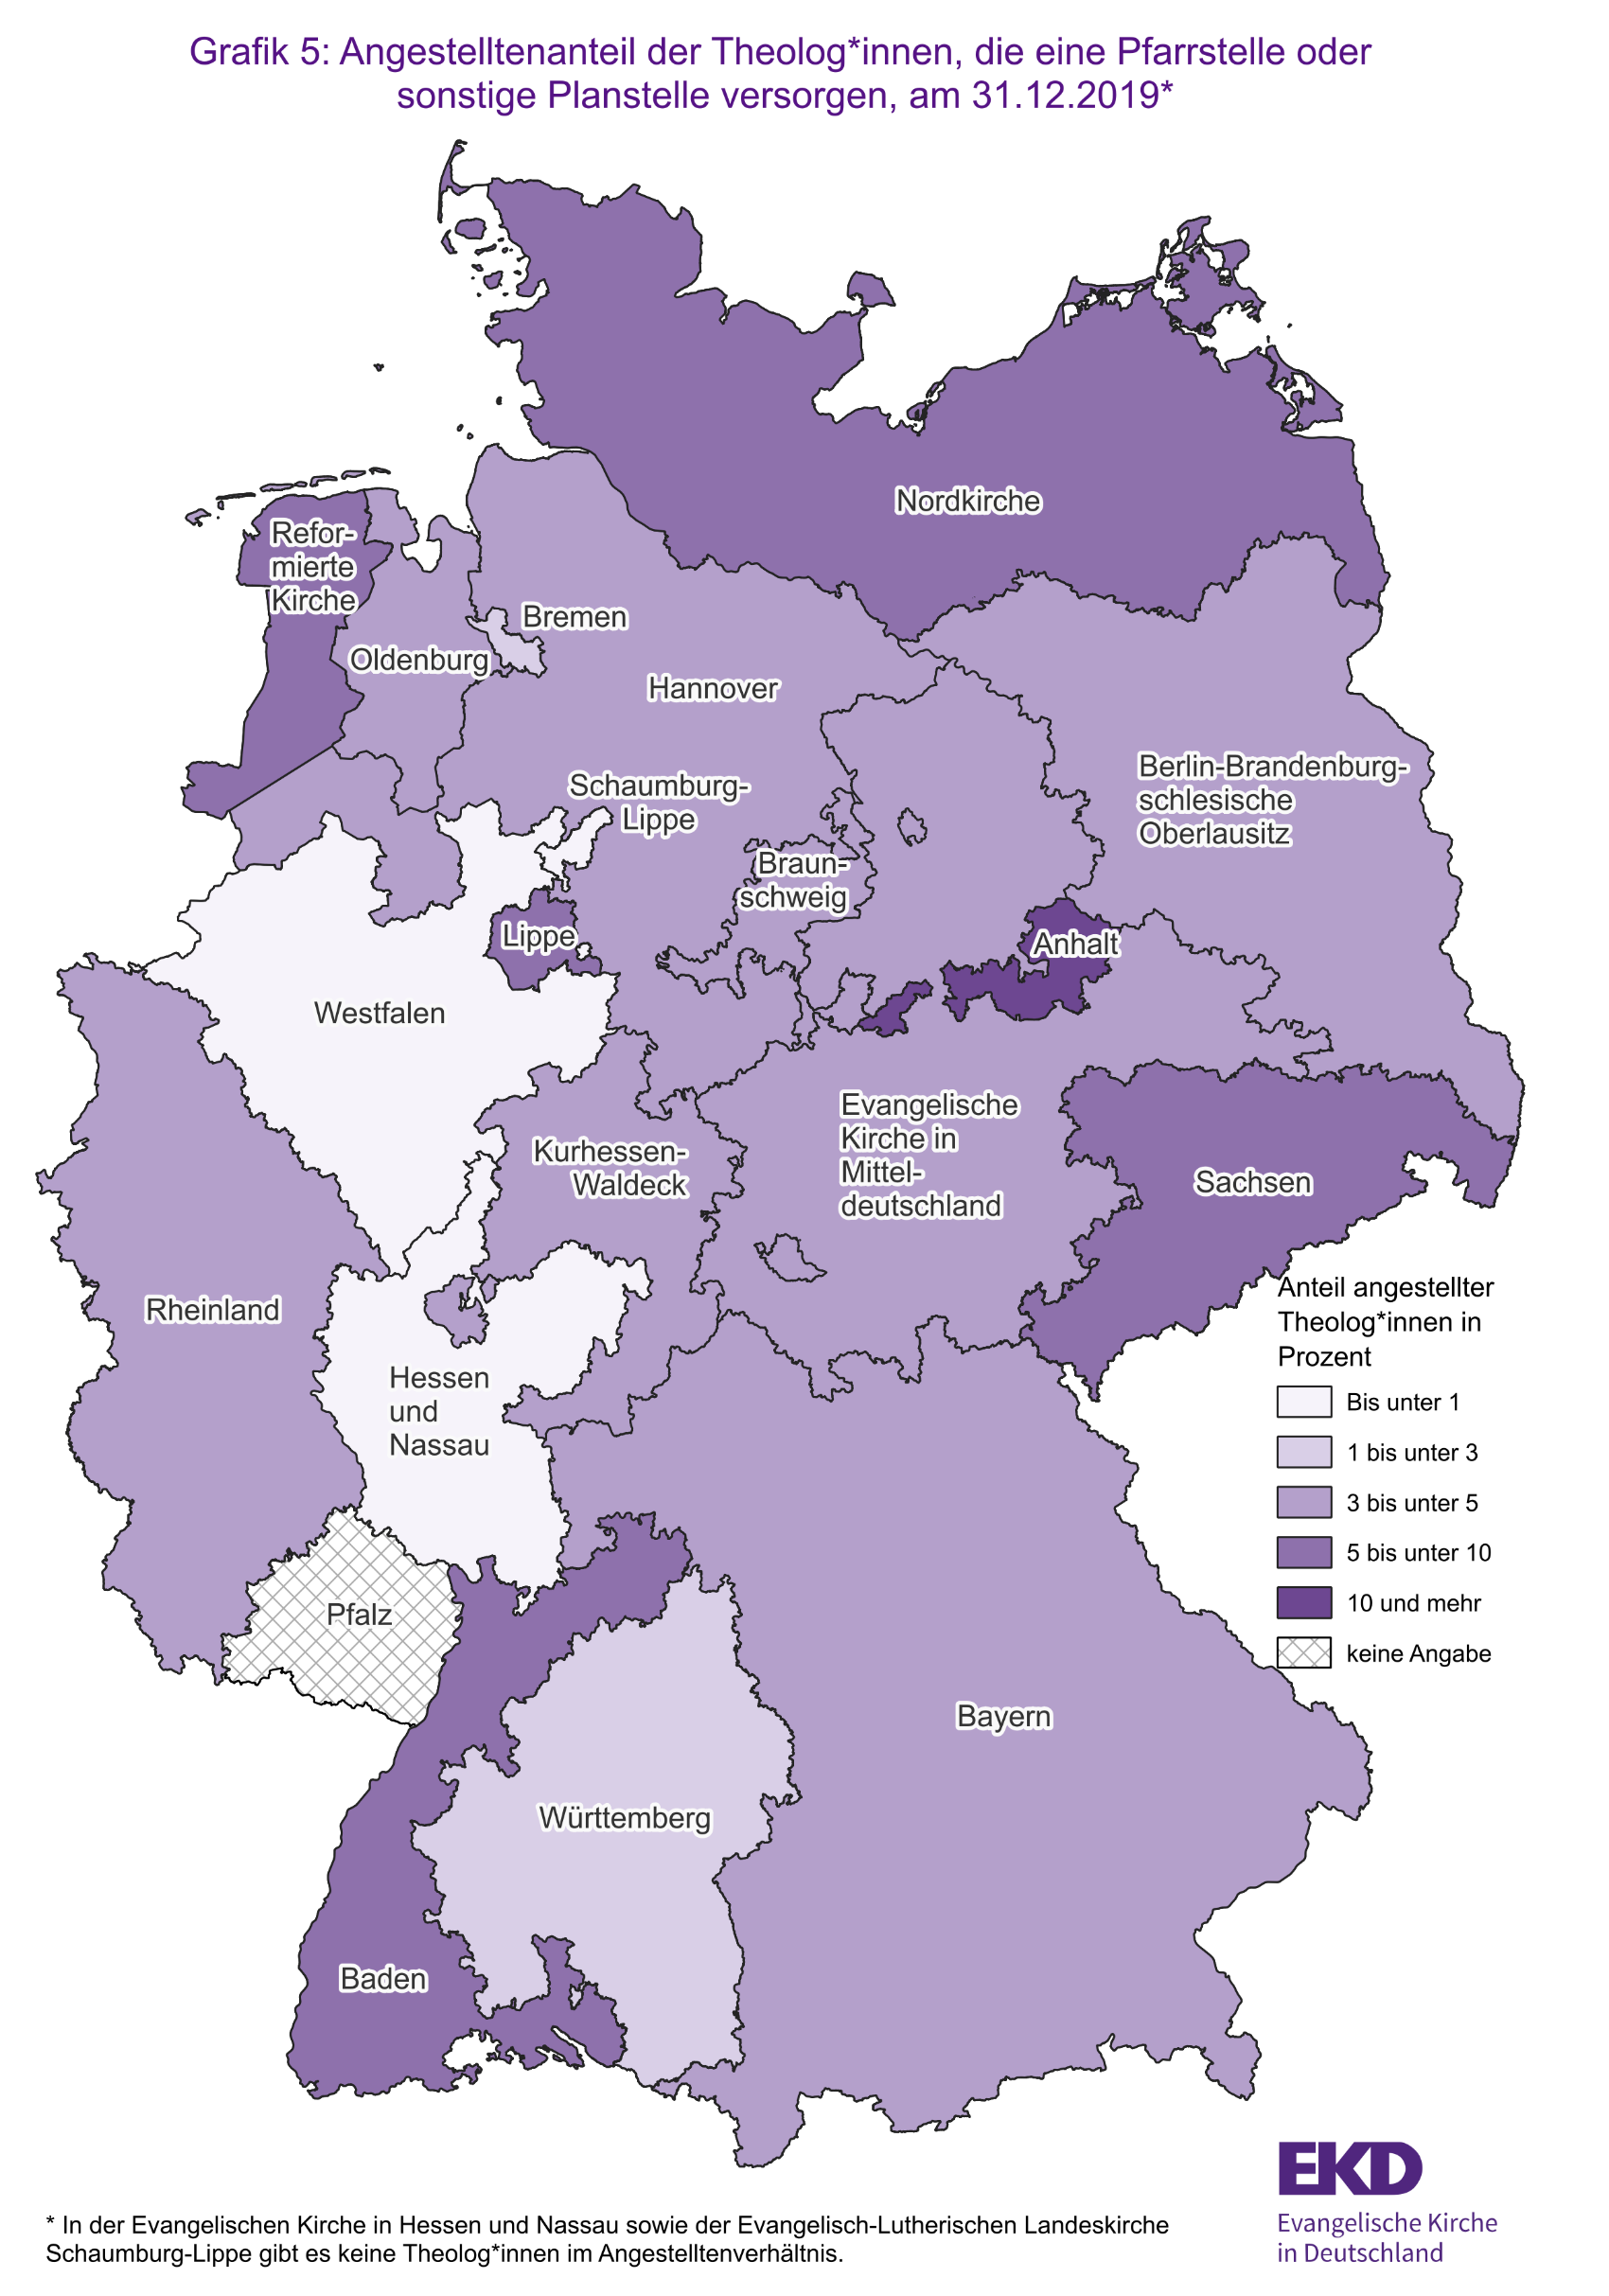 Grafik 5: Angestelltenanteil der Theolog*innen, die eine Pfarrstelle oder
sonstige Planstelle versorgen, am 31.12.2019*
Nordkirche
Refor-
mierte
Kirche
Bremen
Oldenburg
Hannover
Berlin-Brandenburg-
schlesische
Oberlausitz
Schaumburg-
Lippe
Braun-
schweig
Lippe
Anhalt
Westfalen
Evangelische
Kirche in
Mittel-
deutschland
Kurhessen-
Waldeck
Sachsen
Rheinland
Hessen
und
Nassau
Anteil angestellter
Theolog*innen in
Prozent
Bis unter 1
1 bis unter 3
3 bis unter 5
5 bis unter 10
10 und mehr
keine Angabe
Pfalz
Bayern
Württemberg
Baden
EKD
Evangelische Kirche
in Deutschland
* In der Evangelischen Kirche in Hessen und Nassau sowie der Evangelisch-Lutherischen Landeskirche
Schaumburg-Lippe gibt es keine Theolog*innen im Angestelltenverhältnis.